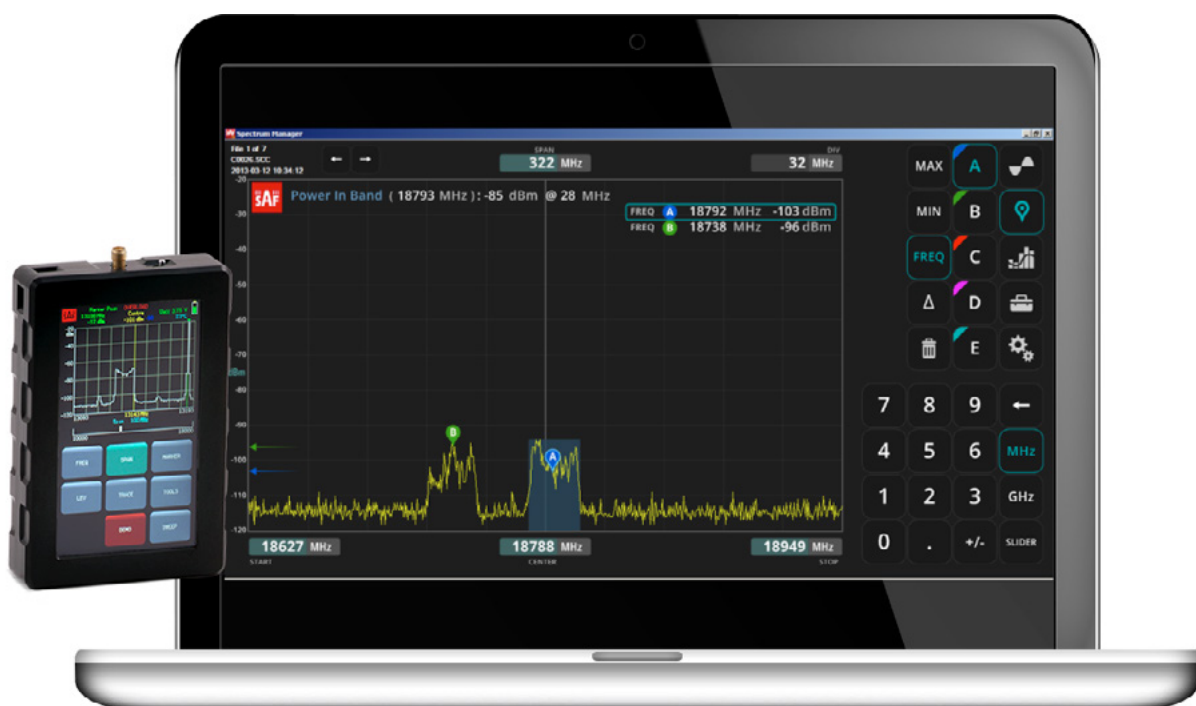 Spectrum Manager
File 1 of 7
C0026.SCC
2013-03-12 10:34:12
← →
SPAN
322 MHz
DIV
32 MHz
SAF
Power In Band ( 18793 MHz ): -85 dBm @ 28 MHz
FREQ A 18792 MHz -103 dBm
FREQ B 18738 MHz -96 dBm
-20
-30
-40
-50
-60
-70
dBm
-80
-90
-100
-110
-120
B
A
18627 MHz
START
18788 MHz
CENTER
18949 MHz
STOP
MAX A
MIN B
FREQ C
Δ D
E
7 8 9 ←
4 5 6 MHz
1 2 3 GHz
0 . +/- SLIDER
SAF
FREQ SPAN MARKER
LEV TRACE TOOLS
DEMO SWEEP